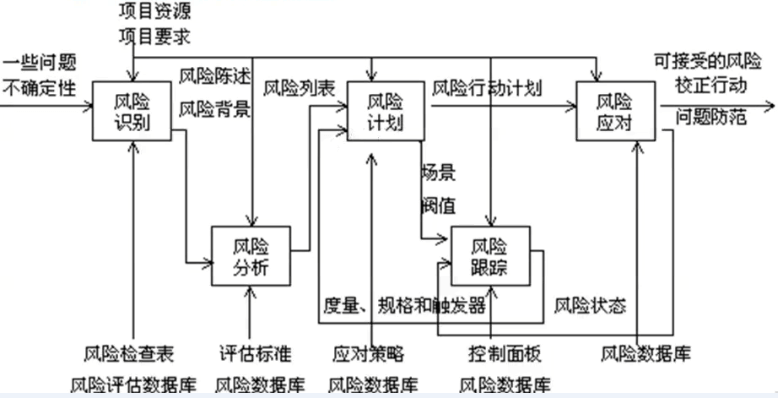 项目资源
项目要求
一些问题
不确定性
风险陈述
风险背景
风险列表
风险行动计划
可接受的风险
校正行动
问题防范
风险
识别
风险
计划
风险
应对
场景
阀值
风险
分析
风险
跟踪
度量、规格和触发器
风险状态
风险检查表
风险评估数据库
评估标准
风险数据库
应对策略
风险数据库
控制面板
风险数据库
风险数据库